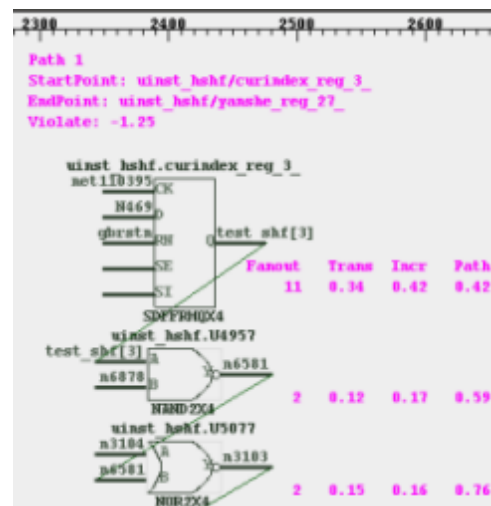 2300 2400 2500 2600
Path 1
StartPoint: uinst_hshf/curindex_reg_3_
EndPoint: uinst_hshf/yanshe_reg_27_
Violate: -1.25
uinst_hshf.curindex_reg_3_
net110395 CK
N469 D
gbrstn RN Q test_shf[3]
SE
SI
Fanout Trans Incr Path
11 0.34 0.42 0.42
SDFFRHQX4
uinst_hshf.U4957
test_shf[3] A
n6878 B Y n6581
NAND2X4
2 0.12 0.17 0.59
uinst_hshf.U5077
n3104 A
n6581 B n3103
NOR2X4
2 0.15 0.16 0.76